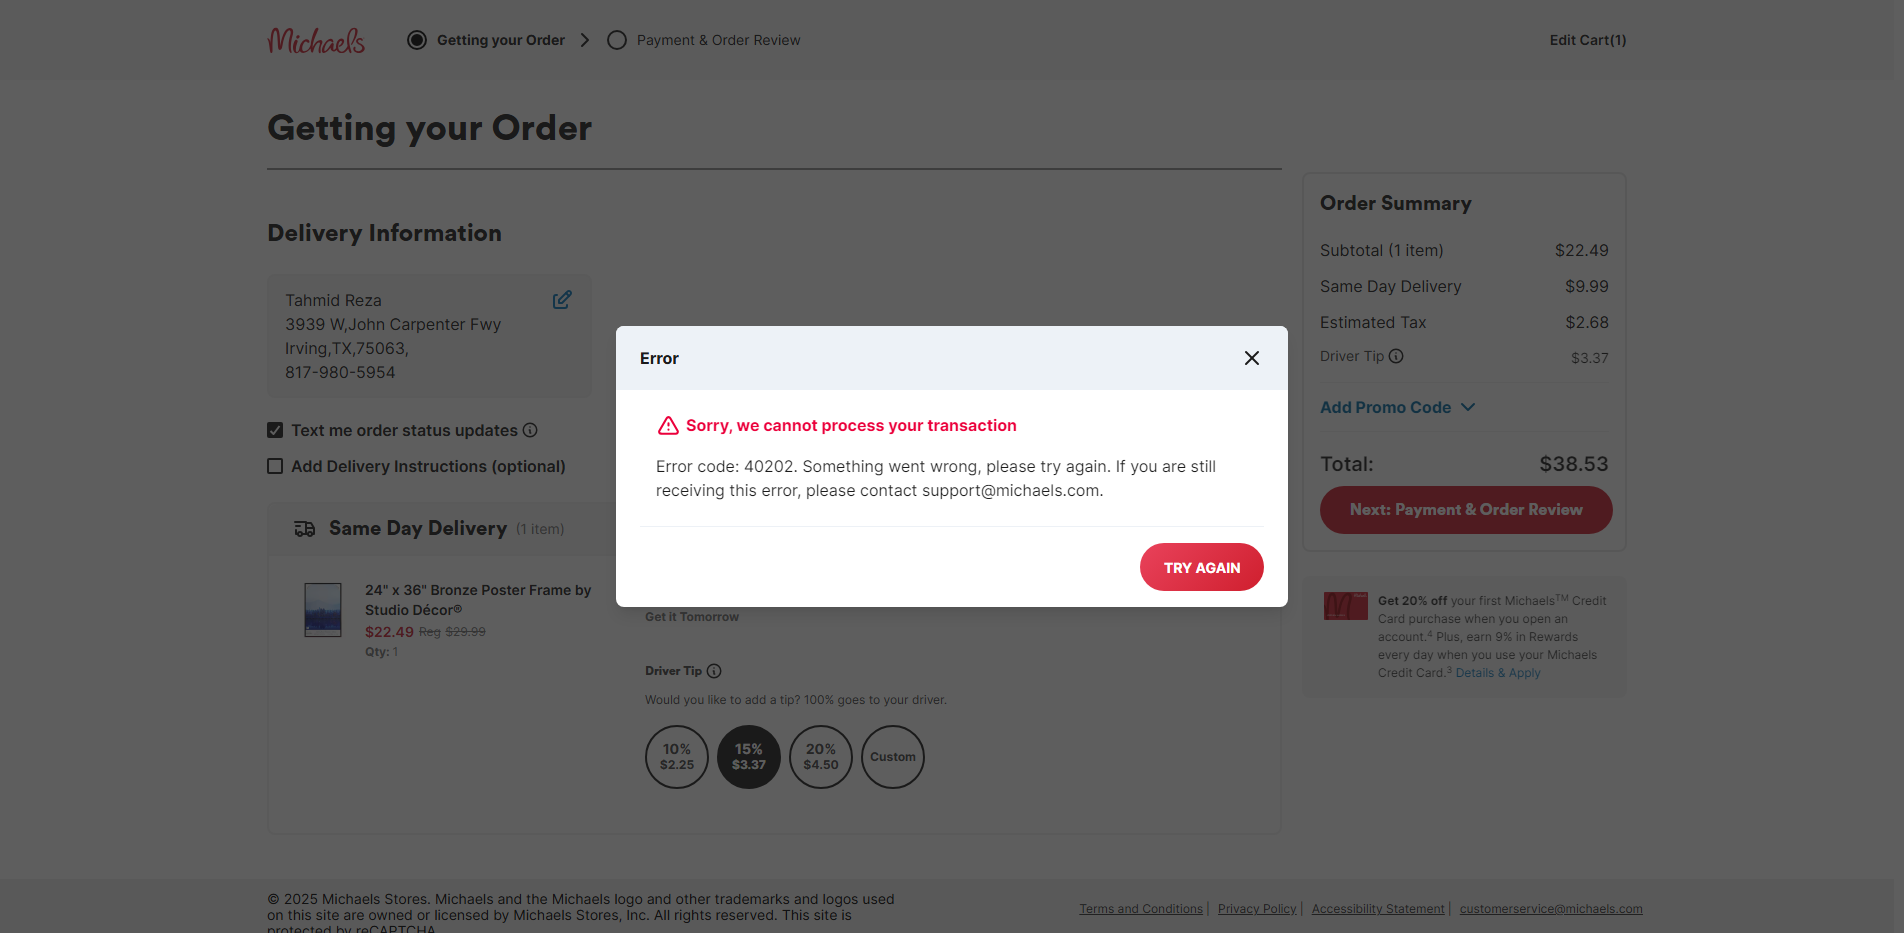 Michaels
Getting your Order
Payment & Order Review
Edit Cart(1)
Getting your Order
Delivery Information
Tahmid Reza
3939 W,John Carpenter Fwy
Irving,TX,75063,
817-980-5954
Text me order status updates
Add Delivery Instructions (optional)
Same Day Delivery (1 item)
24" x 36" Bronze Poster Frame by
Studio Décor®
$22.49 Reg $29.99
Qty: 1
Get it Tomorrow
Driver Tip
Would you like to add a tip? 100% goes to your driver.
10%
$2.25
15%
$3.37
20%
$4.50
Custom
Error
Sorry, we cannot process your transaction
Error code: 40202. Something went wrong, please try again. If you are still
receiving this error, please contact support@michaels.com.
TRY AGAIN
Order Summary
Subtotal (1 item) $22.49
Same Day Delivery $9.99
Estimated Tax $2.68
Driver Tip $3.37
Add Promo Code
Total: $38.53
Next: Payment & Order Review
Get 20% off your first Michaels™ Credit
Card purchase when you open an
account.⁴ Plus, earn 9% in Rewards
every day when you use your Michaels
Credit Card.³ Details & Apply
© 2025 Michaels Stores. Michaels and the Michaels logo and other trademarks and logos used
on this site are owned or licensed by Michaels Stores, Inc. All rights reserved. This site is
protected by reCAPTCHA
Terms and Conditions | Privacy Policy | Accessibility Statement | customerservice@michaels.com